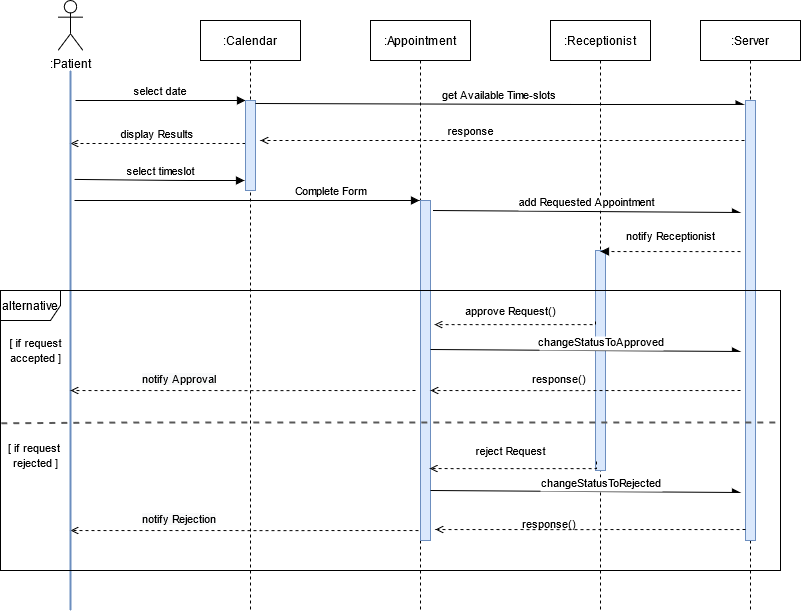 :Patient
:Calendar
:Appointment
:Receptionist
:Server
select date
get Available Time-slots
display Results
response
select timeslot
Complete Form
add Requested Appointment
notify Receptionist
alternative
[ if request
accepted ]
approve Request()
changeStatusToApproved
notify Approval
response()
[ if request
rejected ]
reject Request
changeStatusToRejected
notify Rejection
response()